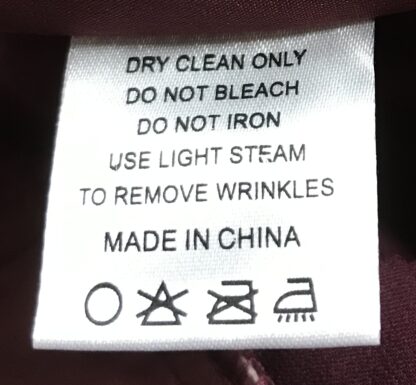 DRY CLEAN ONLY
DO NOT BLEACH
DO NOT IRON
USE LIGHT STEAM
TO REMOVE WRINKLES
MADE IN CHINA